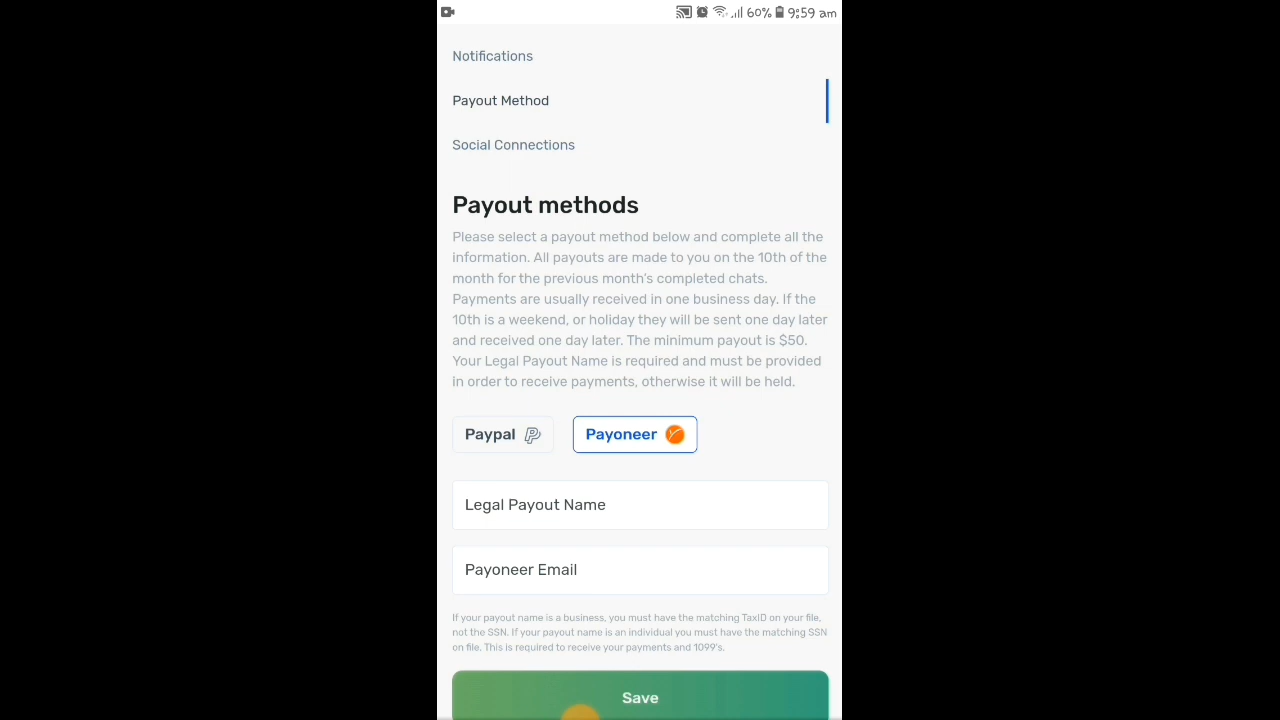 60% 9:59 am
Notifications
Payout Method
Social Connections
Payout methods
Please select a payout method below and complete all the
information. All payouts are made to you on the 10th of the
month for the previous month's completed chats.
Payments are usually received in one business day. If the
10th is a weekend, or holiday they will be sent one day later
and received one day later. The minimum payout is $50.
Your Legal Payout Name is required and must be provided
in order to receive payments, otherwise it will be held.
Paypal Payoneer
Legal Payout Name
Payoneer Email
If your payout name is a business, you must have the matching TaxID on your file,
not the SSN. If your payout name is an individual you must have the matching SSN
on file. This is required to receive your payments and 1099's.
Save